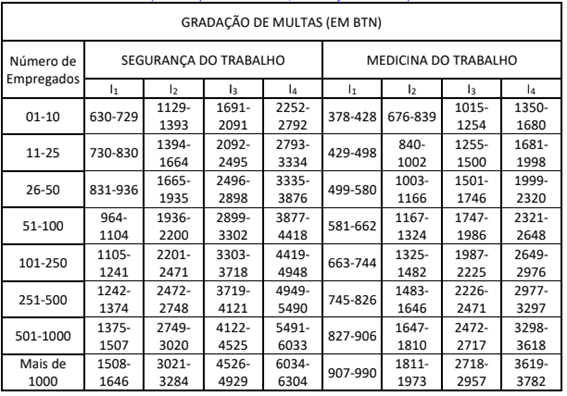 GRADAÇÃO DE MULTAS (EM BTN)
Número de Empregados SEGURANÇA DO TRABALHO MEDICINA DO TRABALHO
I1 I2 I3 I4 I1 I2 I3 I4
01-10 630-729 1129-1393 1691-2091 2252-2792 378-428 676-839 1015-1254 1350-1680
11-25 730-830 1394-1664 2092-2495 2793-3334 429-498 840-1002 1255-1500 1681-1998
26-50 831-936 1665-1935 2496-2898 3335-3876 499-580 1003-1166 1501-1746 1999-2320
51-100 964-1104 1936-2200 2899-3302 3877-4418 581-662 1167-1324 1747-1986 2321-2648
101-250 1105-1241 2201-2471 3303-3718 4419-4948 663-744 1325-1482 1987-2225 2649-2976
251-500 1242-1374 2472-2748 3719-4121 4949-5490 745-826 1483-1646 2226-2471 2977-3297
501-1000 1375-1507 2749-3020 4122-4525 5491-6033 827-906 1647-1810 2472-2717 3298-3618
Mais de 1000 1508-1646 3021-3284 4526-4929 6034-6304 907-990 1811-1973 2718-2957 3619-3782